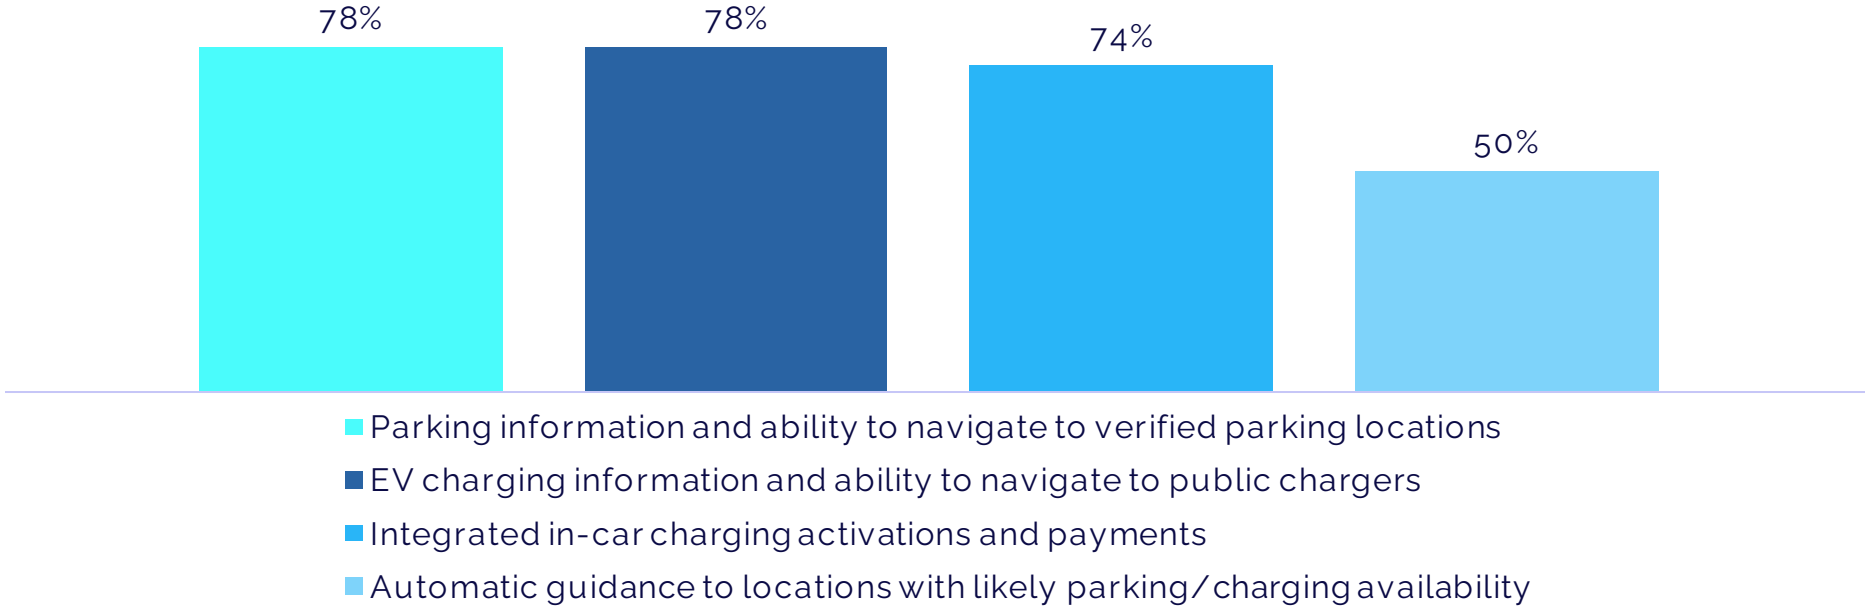 78%
78%
74%
50%
Parking information and ability to navigate to verified parking locations
EV charging information and ability to navigate to public chargers
Integrated in-car charging activations and payments
Automatic guidance to locations with likely parking/charging availability